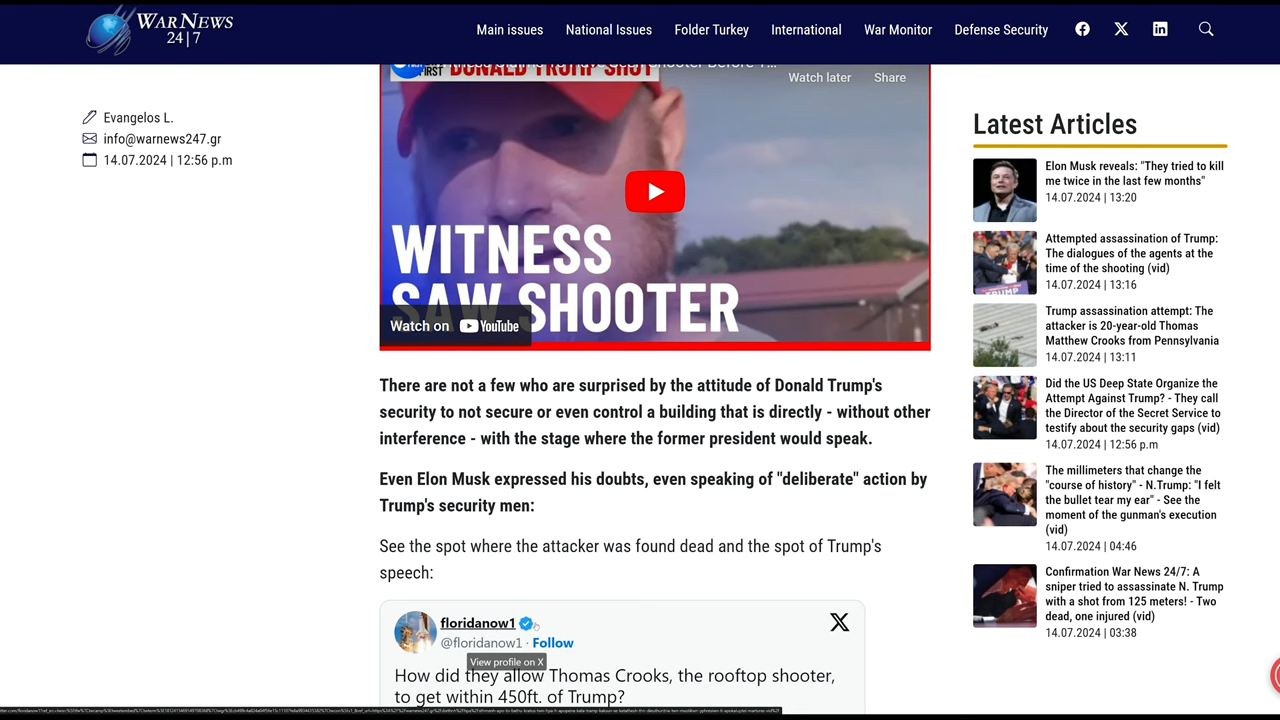 WARNEWS
24|7
Main issues
National Issues
Folder Turkey
International
War Monitor
Defense Security
Evangelos L.
info@warnews247.gr
14.07.2024 | 12:56 p.m
FIRST
DONALD TRUMP SHOT
Shooter Before
Watch later
Share
WITNESS
SAW SHOOTER
Watch on YouTube
There are not a few who are surprised by the attitude of Donald Trump's
security to not secure or even control a building that is directly - without other
interference - with the stage where the former president would speak.
Even Elon Musk expressed his doubts, even speaking of "deliberate" action by
Trump's security men:
See the spot where the attacker was found dead and the spot of Trump's
speech:
floridanow1
@floridanow1 · Follow
View profile on X
How did they allow Thomas Crooks, the rooftop shooter,
to get within 450ft. of Trump?
Latest Articles
Elon Musk reveals: "They tried to kill
me twice in the last few months"
14.07.2024 | 13:20
Attempted assassination of Trump:
The dialogues of the agents at the
time of the shooting (vid)
14.07.2024 | 13:16
TRUMP
Trump assassination attempt: The
attacker is 20-year-old Thomas
Matthew Crooks from Pennsylvania
14.07.2024 | 13:11
Did the US Deep State Organize the
Attempt Against Trump? - They call
the Director of the Secret Service to
testify about the security gaps (vid)
14.07.2024 | 12:56 p.m
The millimeters that change the
"course of history" - N.Trump: "I felt
the bullet tear my ear" - See the
moment of the gunman's execution
(vid)
14.07.2024 | 04:46
Confirmation War News 24/7: A
sniper tried to assassinate N. Trump
with a shot from 125 meters! - Two
dead, one injured (vid)
14.07.2024 | 03:38